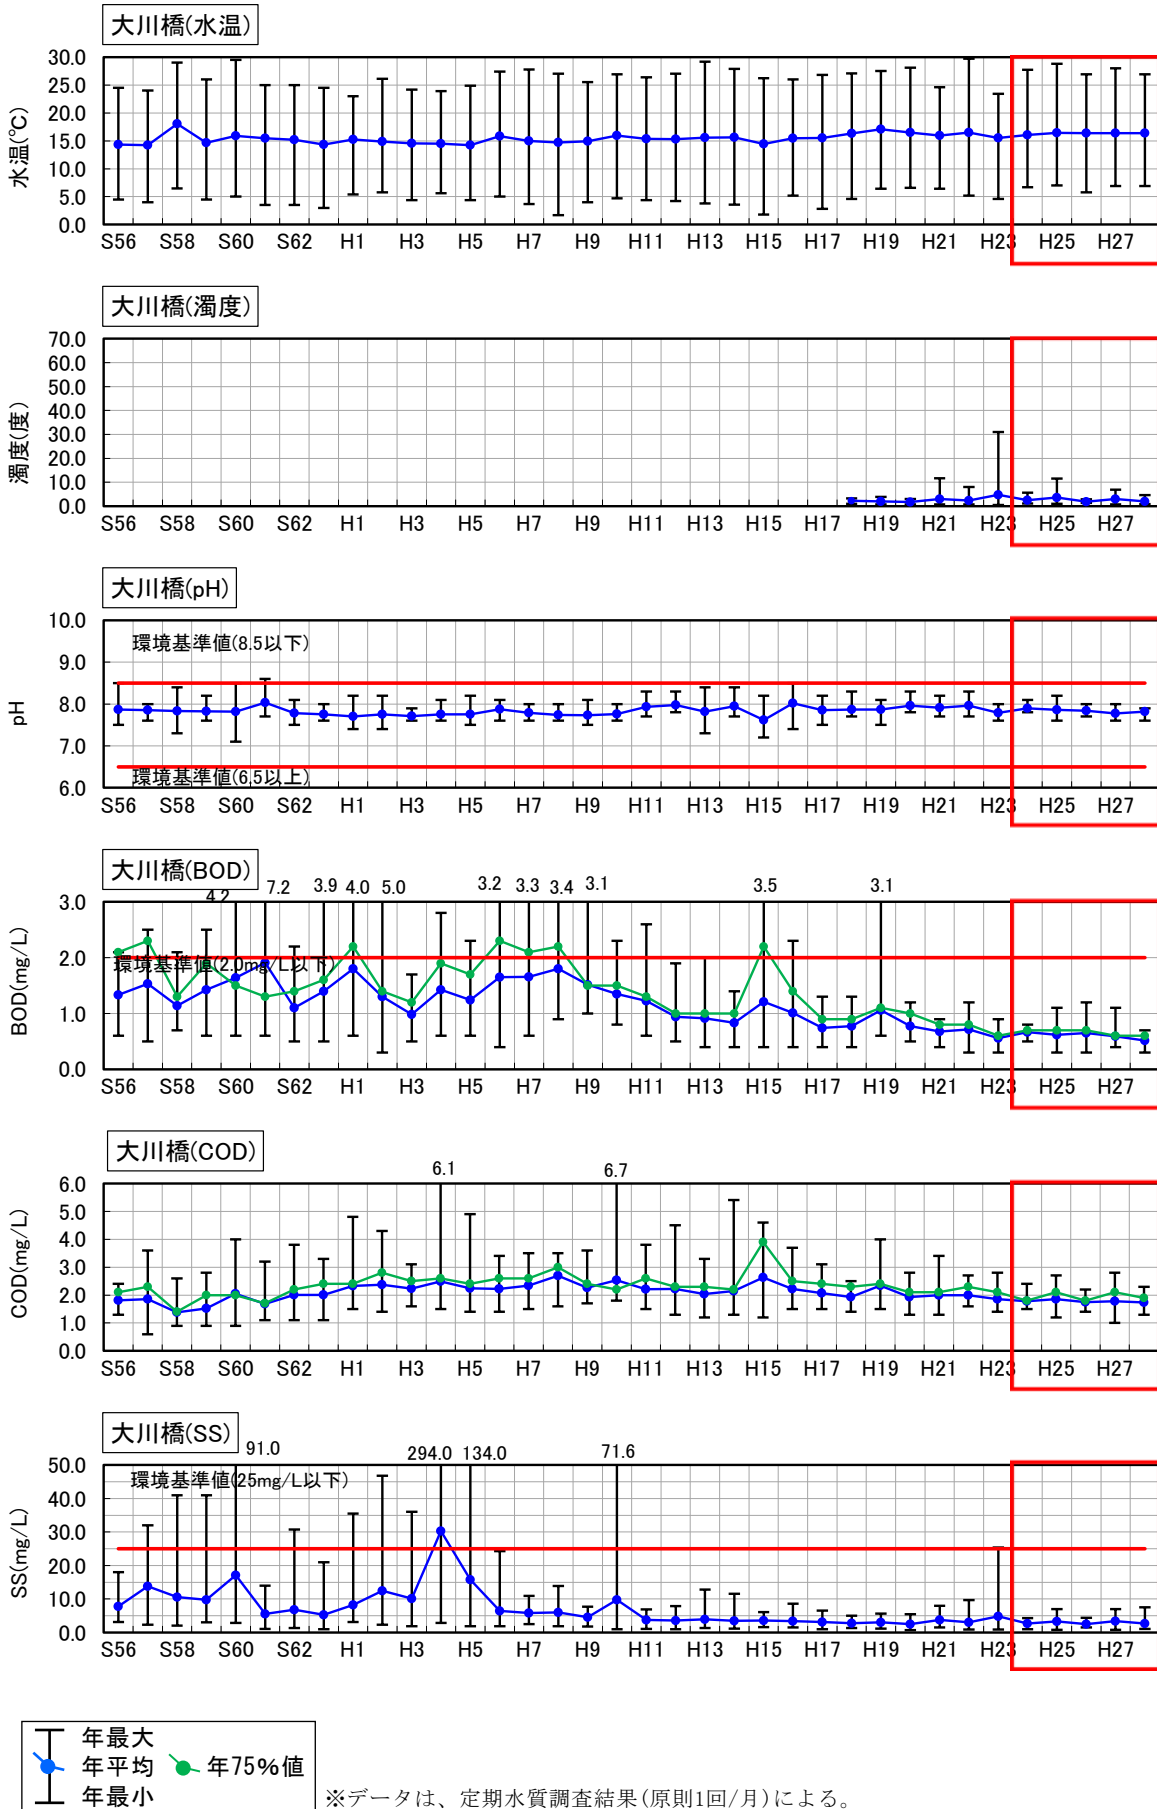 大川橋(水温)
水温(℃)
30.0
25.0
20.0
15.0
10.0
5.0
0.0
S56 S58 S60 S62 H1 H3 H5 H7 H9 H11 H13 H15 H17 H19 H21 H23 H25 H27
大川橋(濁度)
濁度(度)
70.0
60.0
50.0
40.0
30.0
20.0
10.0
0.0
S56 S58 S60 S62 H1 H3 H5 H7 H9 H11 H13 H15 H17 H19 H21 H23 H25 H27
大川橋(pH)
pH
10.0
9.0
8.0
7.0
6.0
環境基準値(8.5以下)
環境基準値(6.5以上)
S56 S58 S60 S62 H1 H3 H5 H7 H9 H11 H13 H15 H17 H19 H21 H23 H25 H27
大川橋(BOD)
4.2 7.2 3.9 4.0 5.0 3.2 3.3 3.4 3.1 3.5 3.1
BOD(mg/L)
3.0
2.0
1.0
0.0
環境基準値(2.0mg/L以下)
S56 S58 S60 S62 H1 H3 H5 H7 H9 H11 H13 H15 H17 H19 H21 H23 H25 H27
大川橋(COD)
6.1 6.7
COD(mg/L)
6.0
5.0
4.0
3.0
2.0
1.0
0.0
S56 S58 S60 S62 H1 H3 H5 H7 H9 H11 H13 H15 H17 H19 H21 H23 H25 H27
大川橋(SS)
91.0 294.0 134.0 71.6
SS(mg/L)
50.0
40.0
30.0
20.0
10.0
0.0
環境基準値(25mg/L以下)
S56 S58 S60 S62 H1 H3 H5 H7 H9 H11 H13 H15 H17 H19 H21 H23 H25 H27
年最大
年平均 年75%値
年最小
※データは、定期水質調査結果(原則1回/月)による。